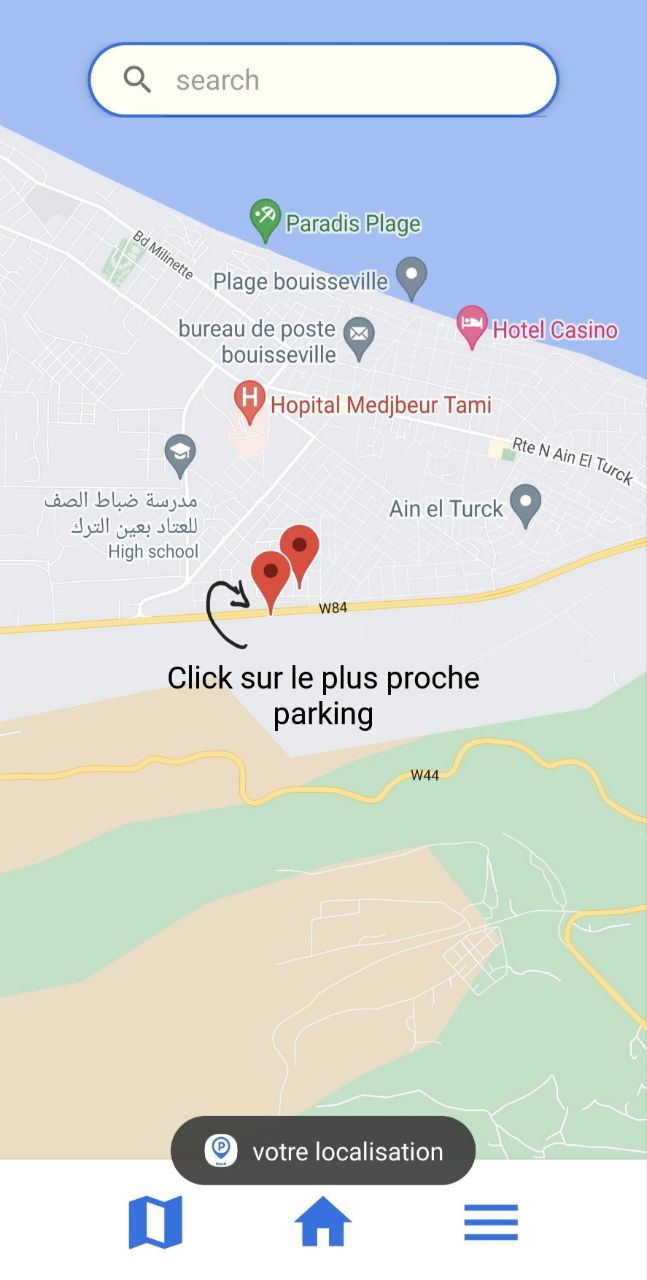 search
Paradis Plage
Bd Milinette
Plage bouisseville
bureau de poste
bouisseville
Hotel Casino
H
Hopital Medjbeur Tami
Rte N Ain El Turck
مدرسة ضباط الصف
للعتاد بعين الترك
High school
Ain el Turck
W84
Click sur le plus proche
parking
W44
P
votre localisation